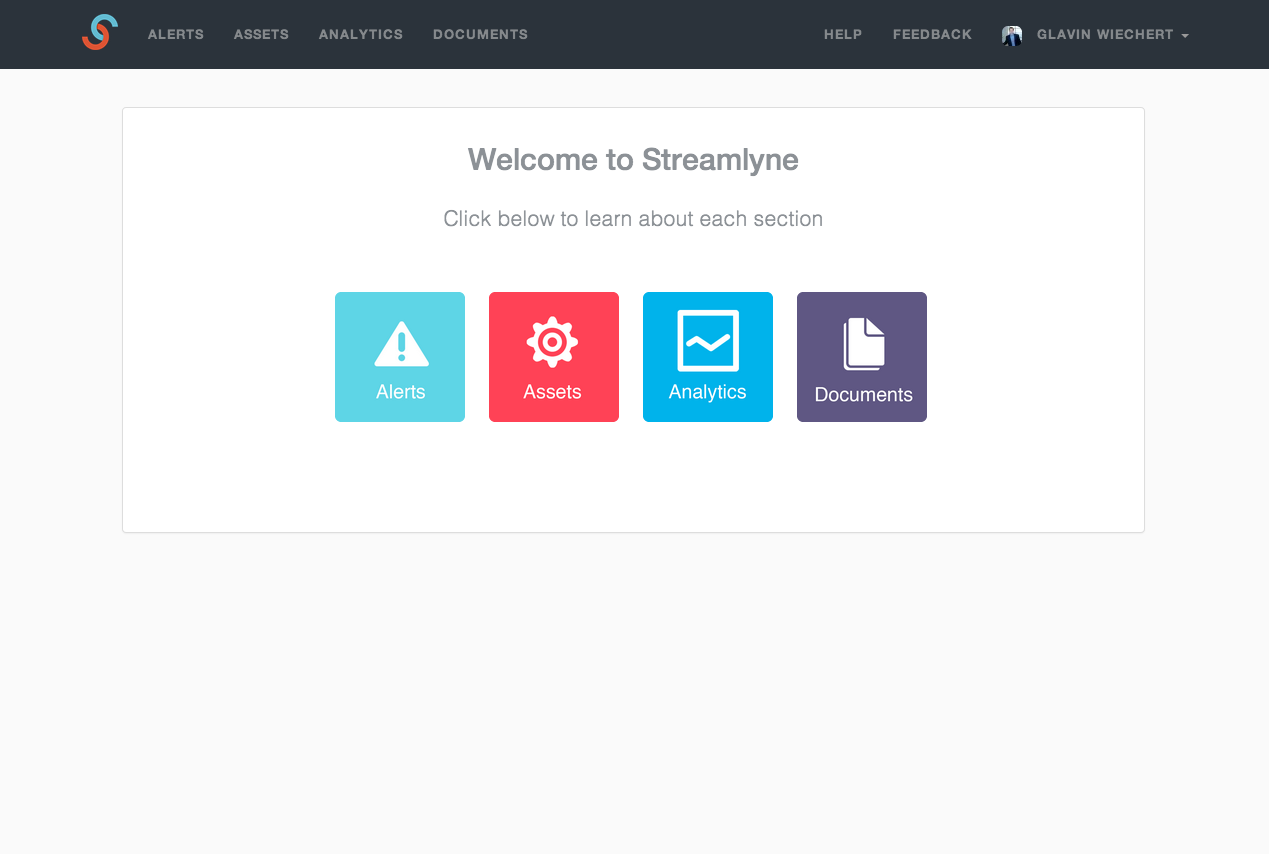 ALERTS ASSETS ANALYTICS DOCUMENTS HELP FEEDBACK GLAVIN WIECHERT
Welcome to Streamlyne
Click below to learn about each section
Alerts Assets Analytics Documents